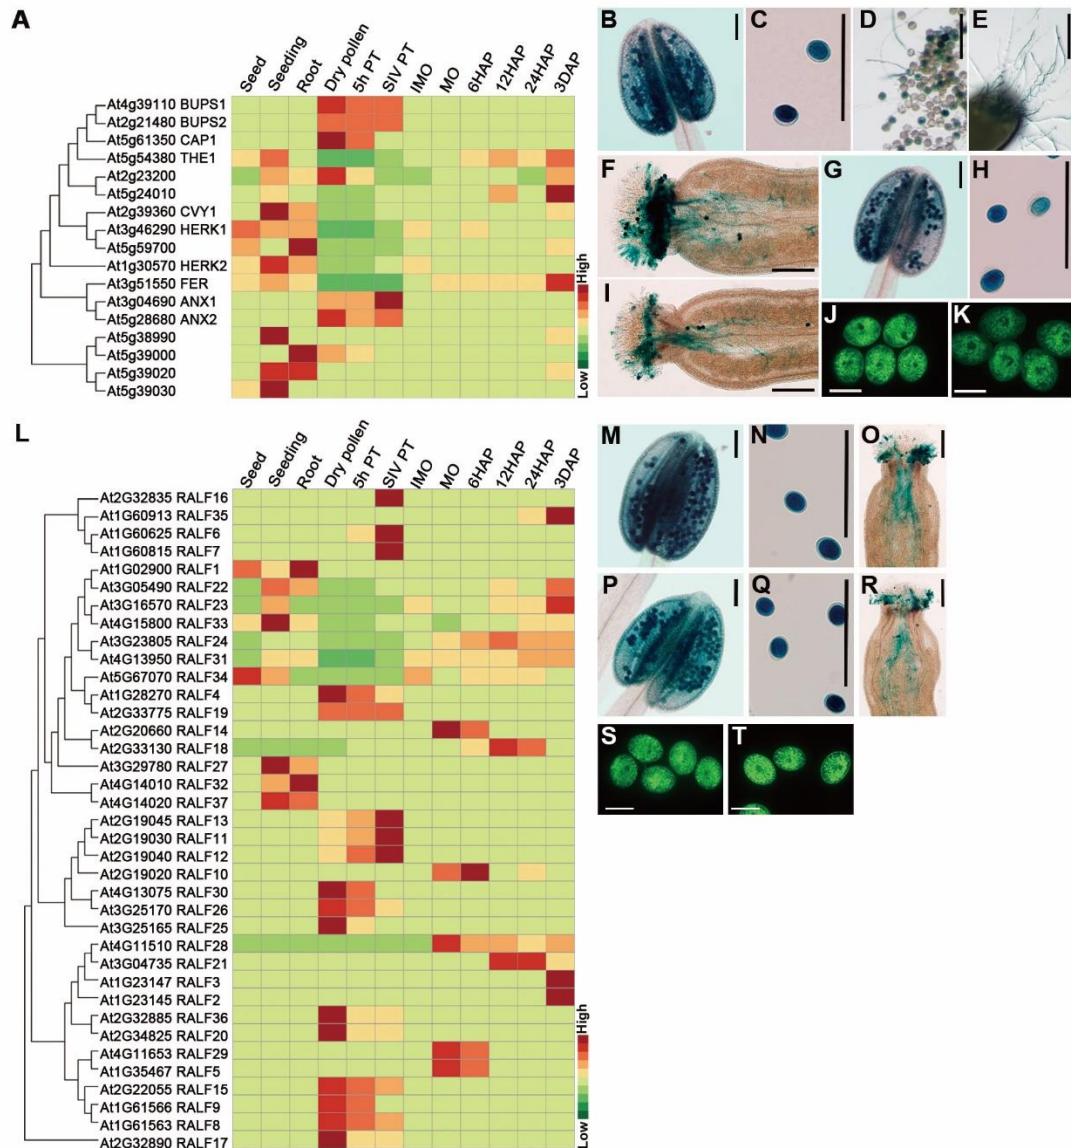 A
Seed Seeding Root Dry pollen 5h PT SIV PT IMO MO 6HAP 12HAP 24HAP 3DAP
At4g39110 BUPS1
At2g21480 BUPS2
At5g61350 CAP1
At5g54380 THE1
At2g23200
At5g24010
At2g39360 CVY1
At3g46290 HERK1
At5g59700
At1g30570 HERK2
At3g51550 FER
At3g04690 ANX1
At5g28680 ANX2
At5g38990
At5g39000
At5g39020
At5g39030
High
Low
B
C
D
E
F
G
H
I
J
K
L
Seed Seeding Root Dry pollen 5h PT SIV PT IMO MO 6HAP 12HAP 24HAP 3DAP
At2G32835 RALF16
At1G60913 RALF35
At1G60625 RALF6
At1G60815 RALF7
At1G02900 RALF1
At3G05490 RALF22
At3G16570 RALF23
At4G15800 RALF33
At3G23805 RALF24
At4G13950 RALF31
At5G67070 RALF34
At1G28270 RALF4
At2G33775 RALF19
At2G20660 RALF14
At2G33130 RALF18
At3G29780 RALF27
At4G14010 RALF32
At4G14020 RALF37
At2G19045 RALF13
At2G19030 RALF11
At2G19040 RALF12
At2G19020 RALF10
At4G13075 RALF30
At3G25170 RALF26
At3G25165 RALF25
At4G11510 RALF28
At3G04735 RALF21
At1G23147 RALF3
At1G23145 RALF2
At2G32885 RALF36
At2G34825 RALF20
At4G11653 RALF29
At1G35467 RALF5
At2G22055 RALF15
At1G61566 RALF9
At1G61563 RALF8
At2G32890 RALF17
High
Low
M
N
O
P
Q
R
S
T